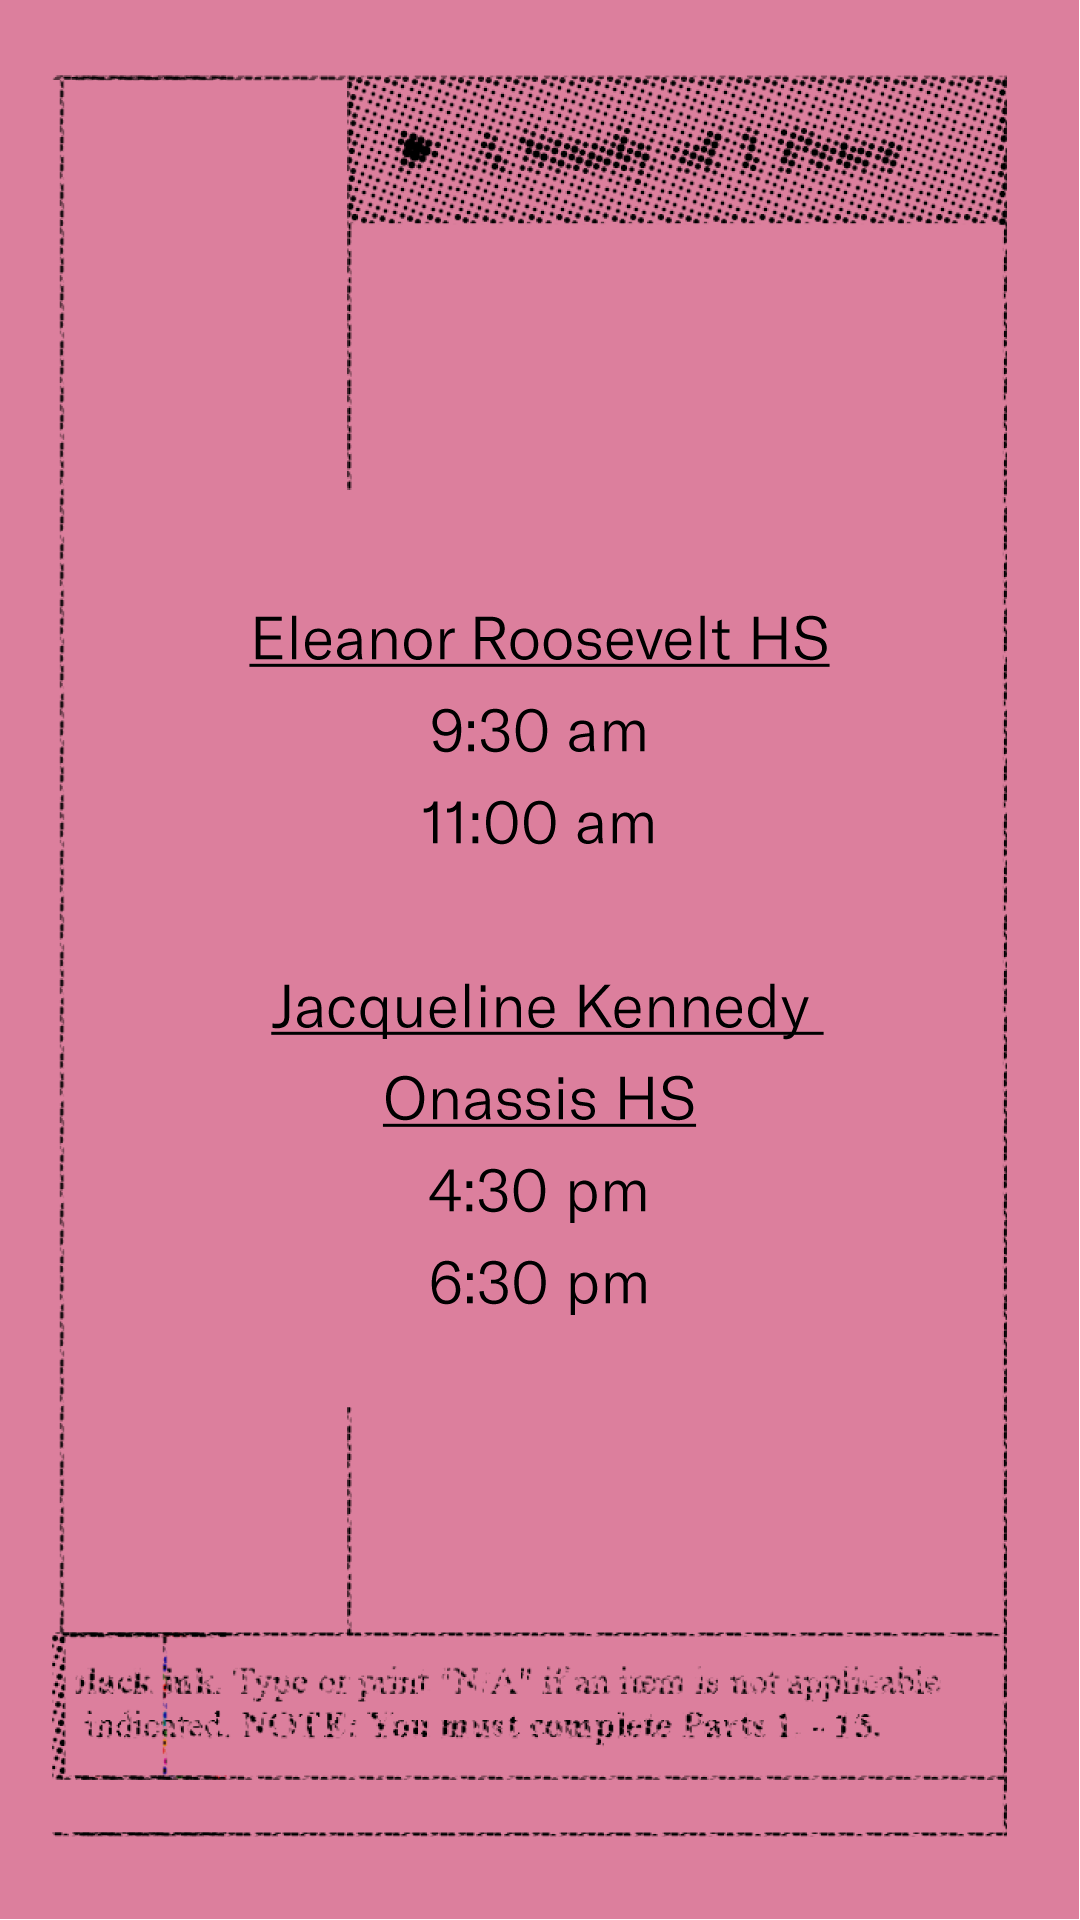 Eleanor Roosevelt HS
9:30 am
11:00 am
Jacqueline Kennedy
Onassis HS
4:30 pm
6:30 pm
ink. Type or print "N/A" if an item is not applicable
indicated. NOTE: You must complete Parts 1 - 15.